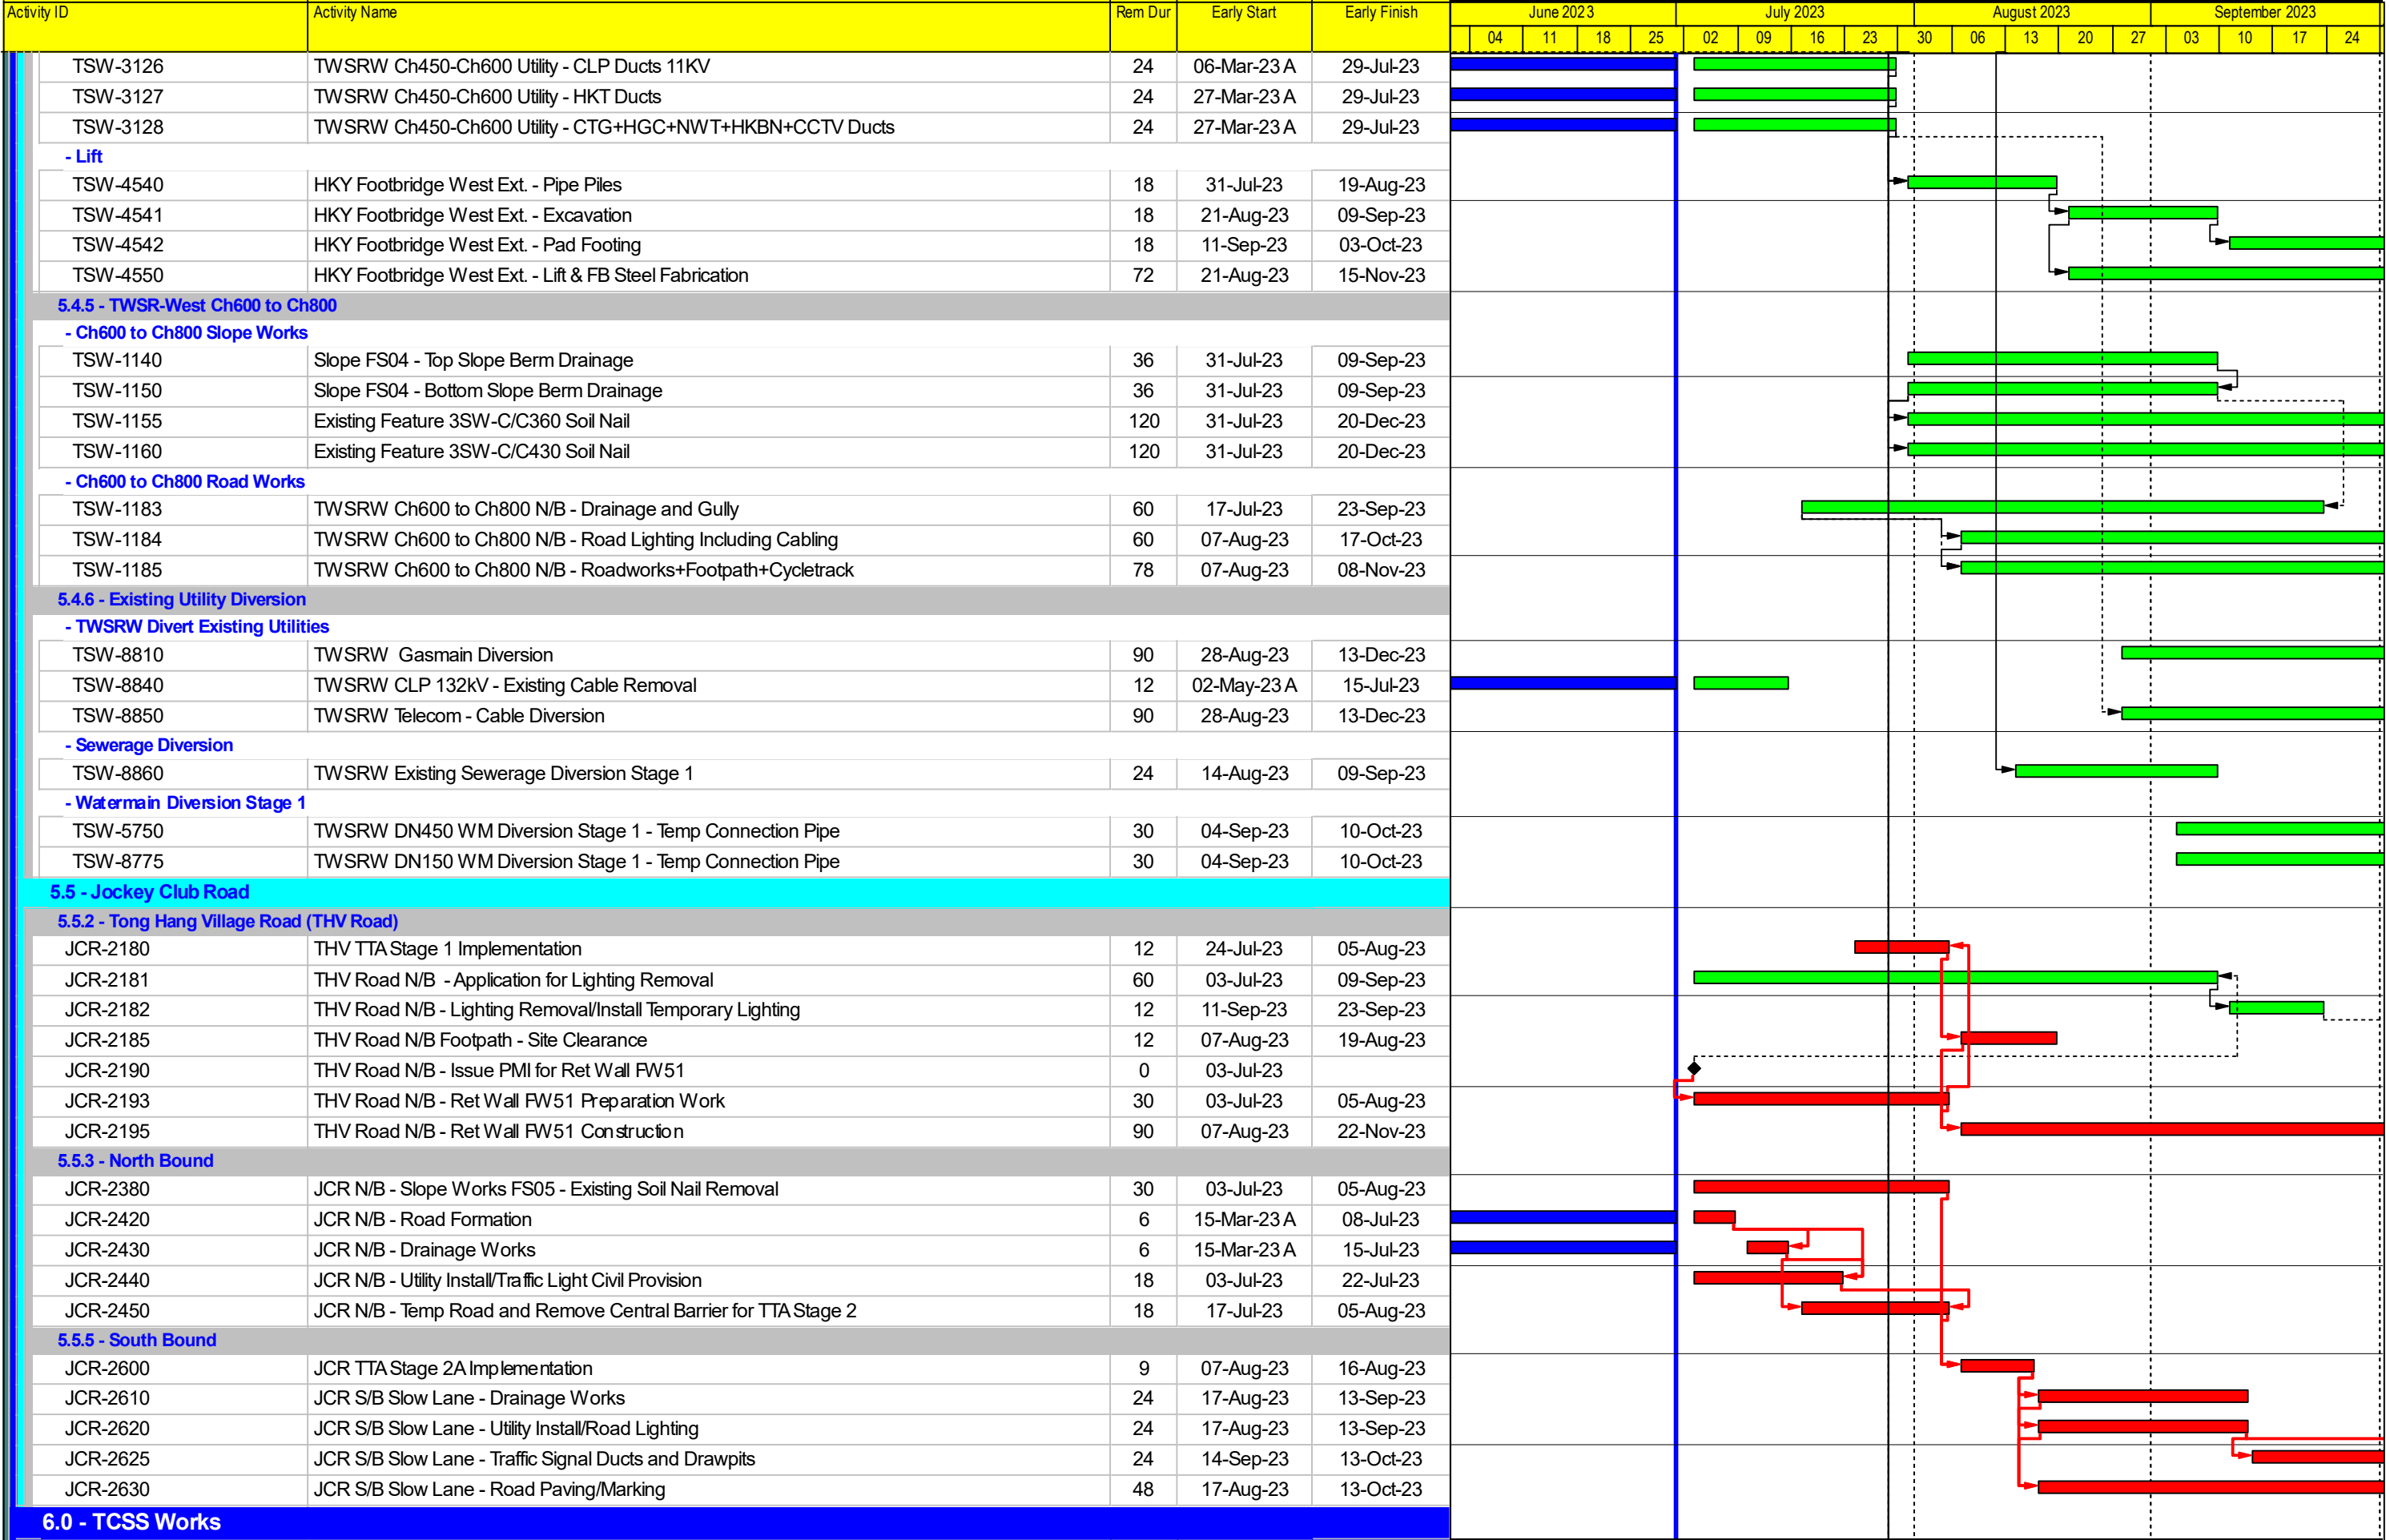 Activity ID Activity Name Rem Dur Early Start Early Finish June 2023 July 2023 August 2023 September 2023
04 11 18 25 02 09 16 23 30 06 13 20 27 03 10 17 24
TSW-3126 TWSRW Ch450-Ch600 Utility - CLP Ducts 11KV 24 06-Mar-23 A 29-Jul-23
TSW-3127 TWSRW Ch450-Ch600 Utility - HKT Ducts 24 27-Mar-23 A 29-Jul-23
TSW-3128 TWSRW Ch450-Ch600 Utility - CTG+HGC+NWT+HKBN+CCTV Ducts 24 27-Mar-23 A 29-Jul-23
- Lift
TSW-4540 HKY Footbridge West Ext. - Pipe Piles 18 31-Jul-23 19-Aug-23
TSW-4541 HKY Footbridge West Ext. - Excavation 18 21-Aug-23 09-Sep-23
TSW-4542 HKY Footbridge West Ext. - Pad Footing 18 11-Sep-23 03-Oct-23
TSW-4550 HKY Footbridge West Ext. - Lift & FB Steel Fabrication 72 21-Aug-23 15-Nov-23
5.4.5 - TWSR-West Ch600 to Ch800
- Ch600 to Ch800 Slope Works
TSW-1140 Slope FS04 - Top Slope Berm Drainage 36 31-Jul-23 09-Sep-23
TSW-1150 Slope FS04 - Bottom Slope Berm Drainage 36 31-Jul-23 09-Sep-23
TSW-1155 Existing Feature 3SW-C/C360 Soil Nail 120 31-Jul-23 20-Dec-23
TSW-1160 Existing Feature 3SW-C/C430 Soil Nail 120 31-Jul-23 20-Dec-23
- Ch600 to Ch800 Road Works
TSW-1183 TWSRW Ch600 to Ch800 N/B - Drainage and Gully 60 17-Jul-23 23-Sep-23
TSW-1184 TWSRW Ch600 to Ch800 N/B - Road Lighting Including Cabling 60 07-Aug-23 17-Oct-23
TSW-1185 TWSRW Ch600 to Ch800 N/B - Roadworks+Footpath+Cycletrack 78 07-Aug-23 08-Nov-23
5.4.6 - Existing Utility Diversion
- TWSRW Divert Existing Utilities
TSW-8810 TWSRW Gasmain Diversion 90 28-Aug-23 13-Dec-23
TSW-8840 TWSRW CLP 132kV - Existing Cable Removal 12 02-May-23 A 15-Jul-23
TSW-8850 TWSRW Telecom - Cable Diversion 90 28-Aug-23 13-Dec-23
- Sewerage Diversion
TSW-8860 TWSRW Existing Sewerage Diversion Stage 1 24 14-Aug-23 09-Sep-23
- Watermain Diversion Stage 1
TSW-5750 TWSRW DN450 WM Diversion Stage 1 - Temp Connection Pipe 30 04-Sep-23 10-Oct-23
TSW-8775 TWSRW DN150 WM Diversion Stage 1 - Temp Connection Pipe 30 04-Sep-23 10-Oct-23
5.5 - Jockey Club Road
5.5.2 - Tong Hang Village Road (THV Road)
JCR-2180 THV TTA Stage 1 Implementation 12 24-Jul-23 05-Aug-23
JCR-2181 THV Road N/B - Application for Lighting Removal 60 03-Jul-23 09-Sep-23
JCR-2182 THV Road N/B - Lighting Removal/Install Temporary Lighting 12 11-Sep-23 23-Sep-23
JCR-2185 THV Road N/B Footpath - Site Clearance 12 07-Aug-23 19-Aug-23
JCR-2190 THV Road N/B - Issue PMI for Ret Wall FW51 0 03-Jul-23
JCR-2193 THV Road N/B - Ret Wall FW51 Preparation Work 30 03-Jul-23 05-Aug-23
JCR-2195 THV Road N/B - Ret Wall FW51 Construction 90 07-Aug-23 22-Nov-23
5.5.3 - North Bound
JCR-2380 JCR N/B - Slope Works FS05 - Existing Soil Nail Removal 30 03-Jul-23 05-Aug-23
JCR-2420 JCR N/B - Road Formation 6 15-Mar-23 A 08-Jul-23
JCR-2430 JCR N/B - Drainage Works 6 15-Mar-23 A 15-Jul-23
JCR-2440 JCR N/B - Utility Install/Traffic Light Civil Provision 18 03-Jul-23 22-Jul-23
JCR-2450 JCR N/B - Temp Road and Remove Central Barrier for TTA Stage 2 18 17-Jul-23 05-Aug-23
5.5.5 - South Bound
JCR-2600 JCR TTA Stage 2A Implementation 9 07-Aug-23 16-Aug-23
JCR-2610 JCR S/B Slow Lane - Drainage Works 24 17-Aug-23 13-Sep-23
JCR-2620 JCR S/B Slow Lane - Utility Install/Road Lighting 24 17-Aug-23 13-Sep-23
JCR-2625 JCR S/B Slow Lane - Traffic Signal Ducts and Drawpits 24 14-Sep-23 13-Oct-23
JCR-2630 JCR S/B Slow Lane - Road Paving/Marking 48 17-Aug-23 13-Oct-23
6.0 - TCSS Works